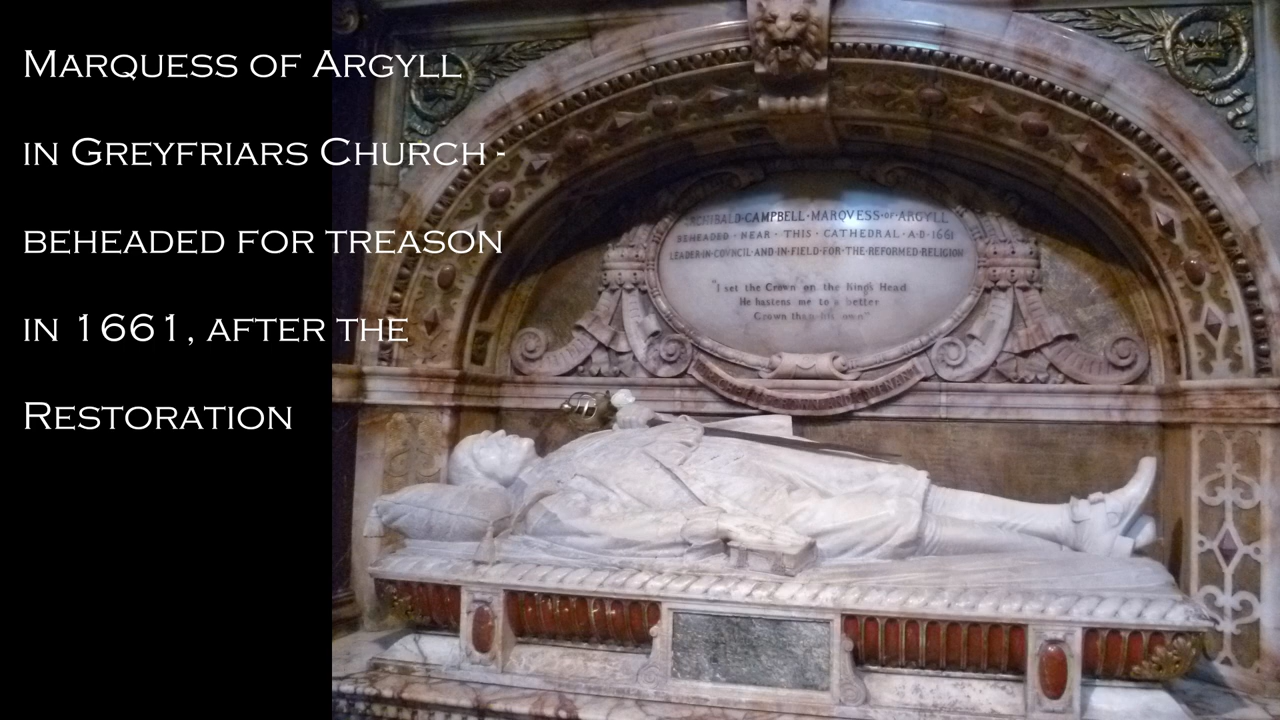 Marquess of Argyll
in Greyfriars Church -
beheaded for treason
in 1661, after the
Restoration
ARCHIBALD·CAMPBELL·MARQVESS·OF·ARGYLL
BEHEADED·NEAR·THIS·CATHEDRAL·A·D·1661
LEADER·IN·COVNCIL·AND·IN·FIELD·FOR·THE·REFORMED·RELIGION
"I set the Crown on the King's Head
He hastens me to a better
Crown than his own"